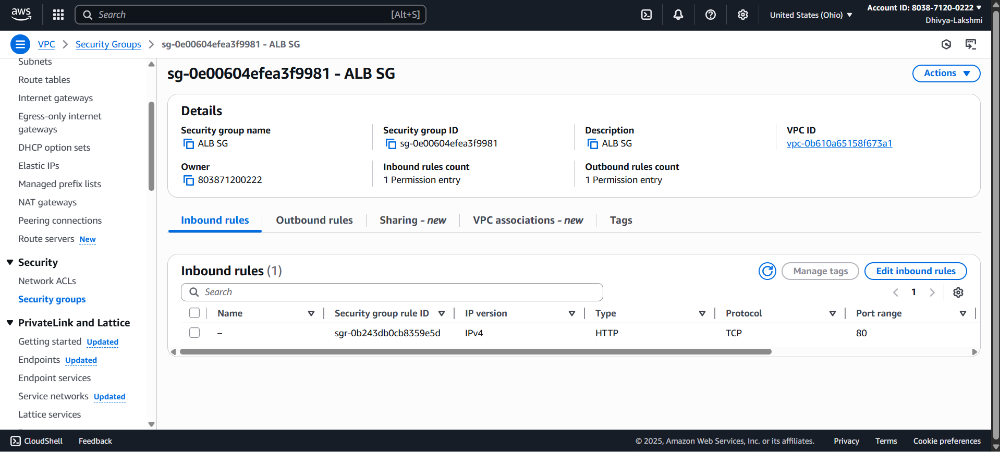 aws
Search [Alt+S]
United States (Ohio)
Account ID: 8038-7120-0222
Dhivya-Lakshmi
VPC
Security Groups
sg-0e00604efea3f9981 - ALB SG
Subnets
Route tables
Internet gateways
Egress-only internet
gateways
DHCP option sets
Elastic IPs
Managed prefix lists
NAT gateways
Peering connections
Route servers New
Security
Network ACLs
Security groups
PrivateLink and Lattice
Getting started Updated
Endpoints Updated
Endpoint services
Service networks Updated
Lattice services
sg-0e00604efea3f9981 - ALB SG
Actions
Details
Security group name
ALB SG
Security group ID
sg-0e00604efea3f9981
Description
ALB SG
VPC ID
vpc-0b610a65158f673a1
Owner
803871200222
Inbound rules count
1 Permission entry
Outbound rules count
1 Permission entry
Inbound rules
Outbound rules
Sharing - new
VPC associations - new
Tags
Inbound rules (1)
Manage tags
Edit inbound rules
Search
1
Name Security group rule ID IP version Type Protocol Port range
– sgr-0b243db0cb8359e5d IPv4 HTTP TCP 80
CloudShell Feedback
© 2025, Amazon Web Services, Inc. or its affiliates. Privacy Terms Cookie preferences